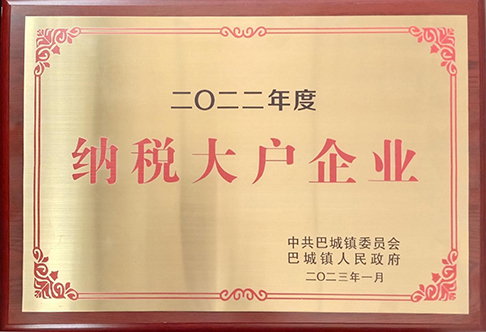 二〇二二年度
纳税大户企业
中共巴城镇委员会
巴城镇人民政府
二〇二三年一月